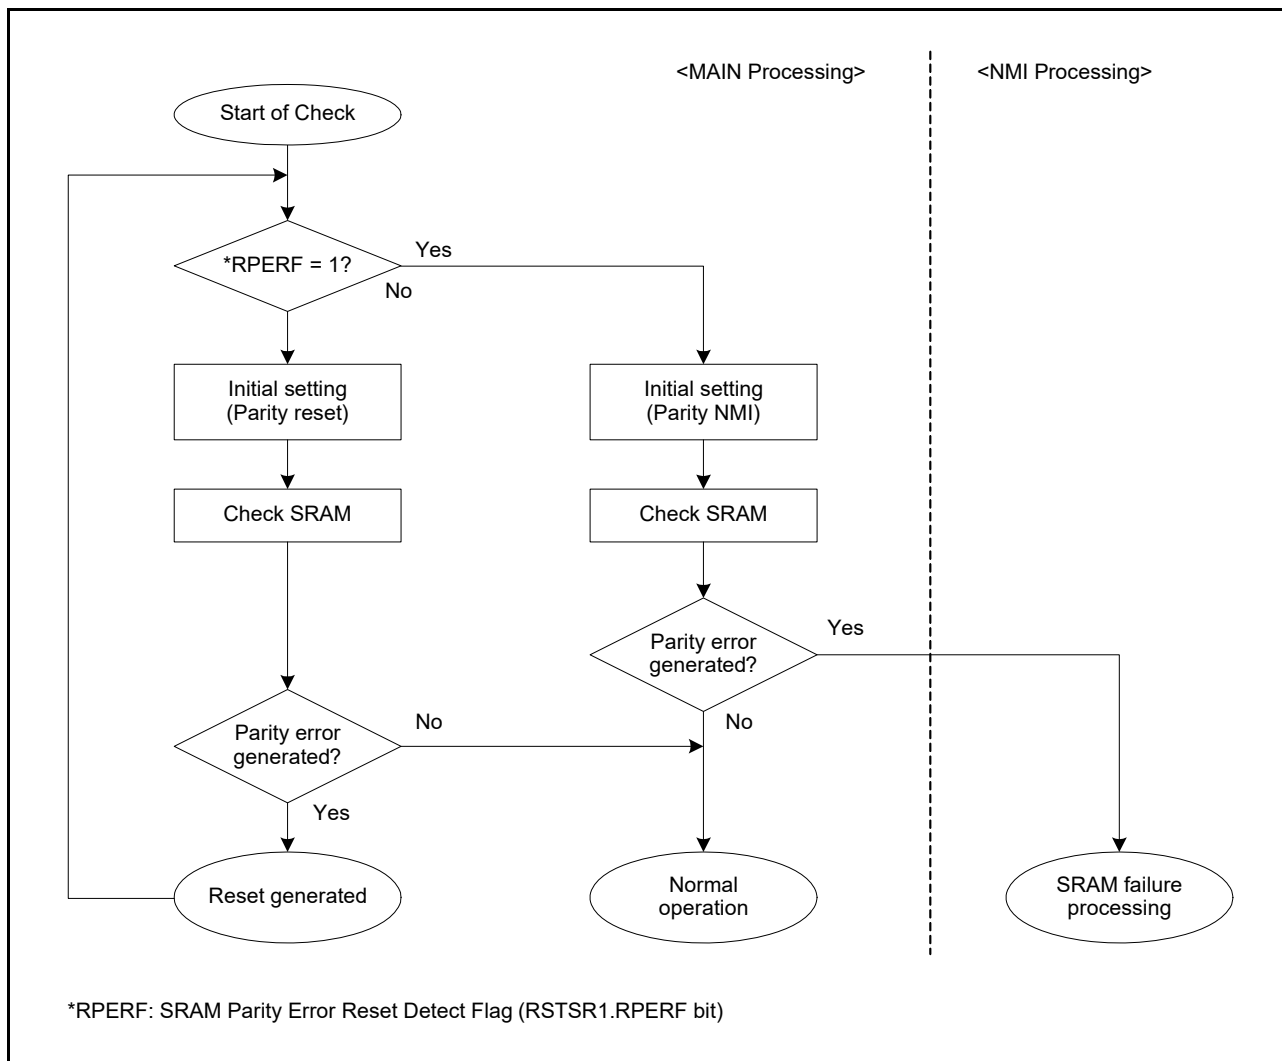 <MAIN Processing>
<NMI Processing>
Start of Check
*RPERF = 1?
Yes
No
Initial setting
(Parity reset)
Initial setting
(Parity NMI)
Check SRAM
Check SRAM
Parity error
generated?
Yes
No
Parity error
generated?
No
Yes
Reset generated
Normal
operation
SRAM failure
processing
*RPERF: SRAM Parity Error Reset Detect Flag (RSTSR1.RPERF bit)